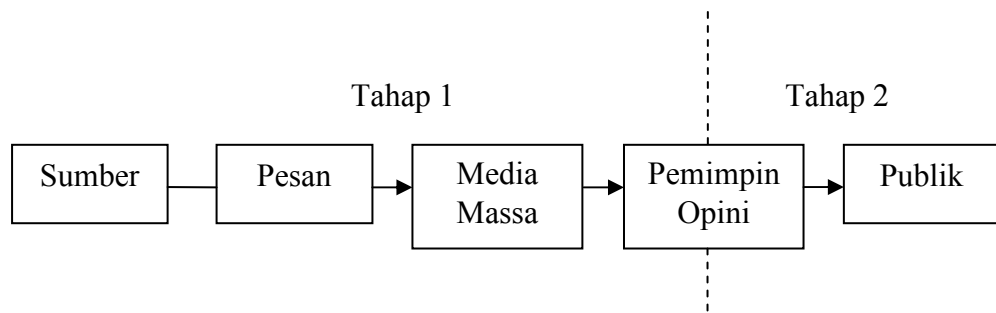 Tahap 1
Tahap 2
Sumber
Pesan
Media
Massa
Pemimpin
Opini
Publik